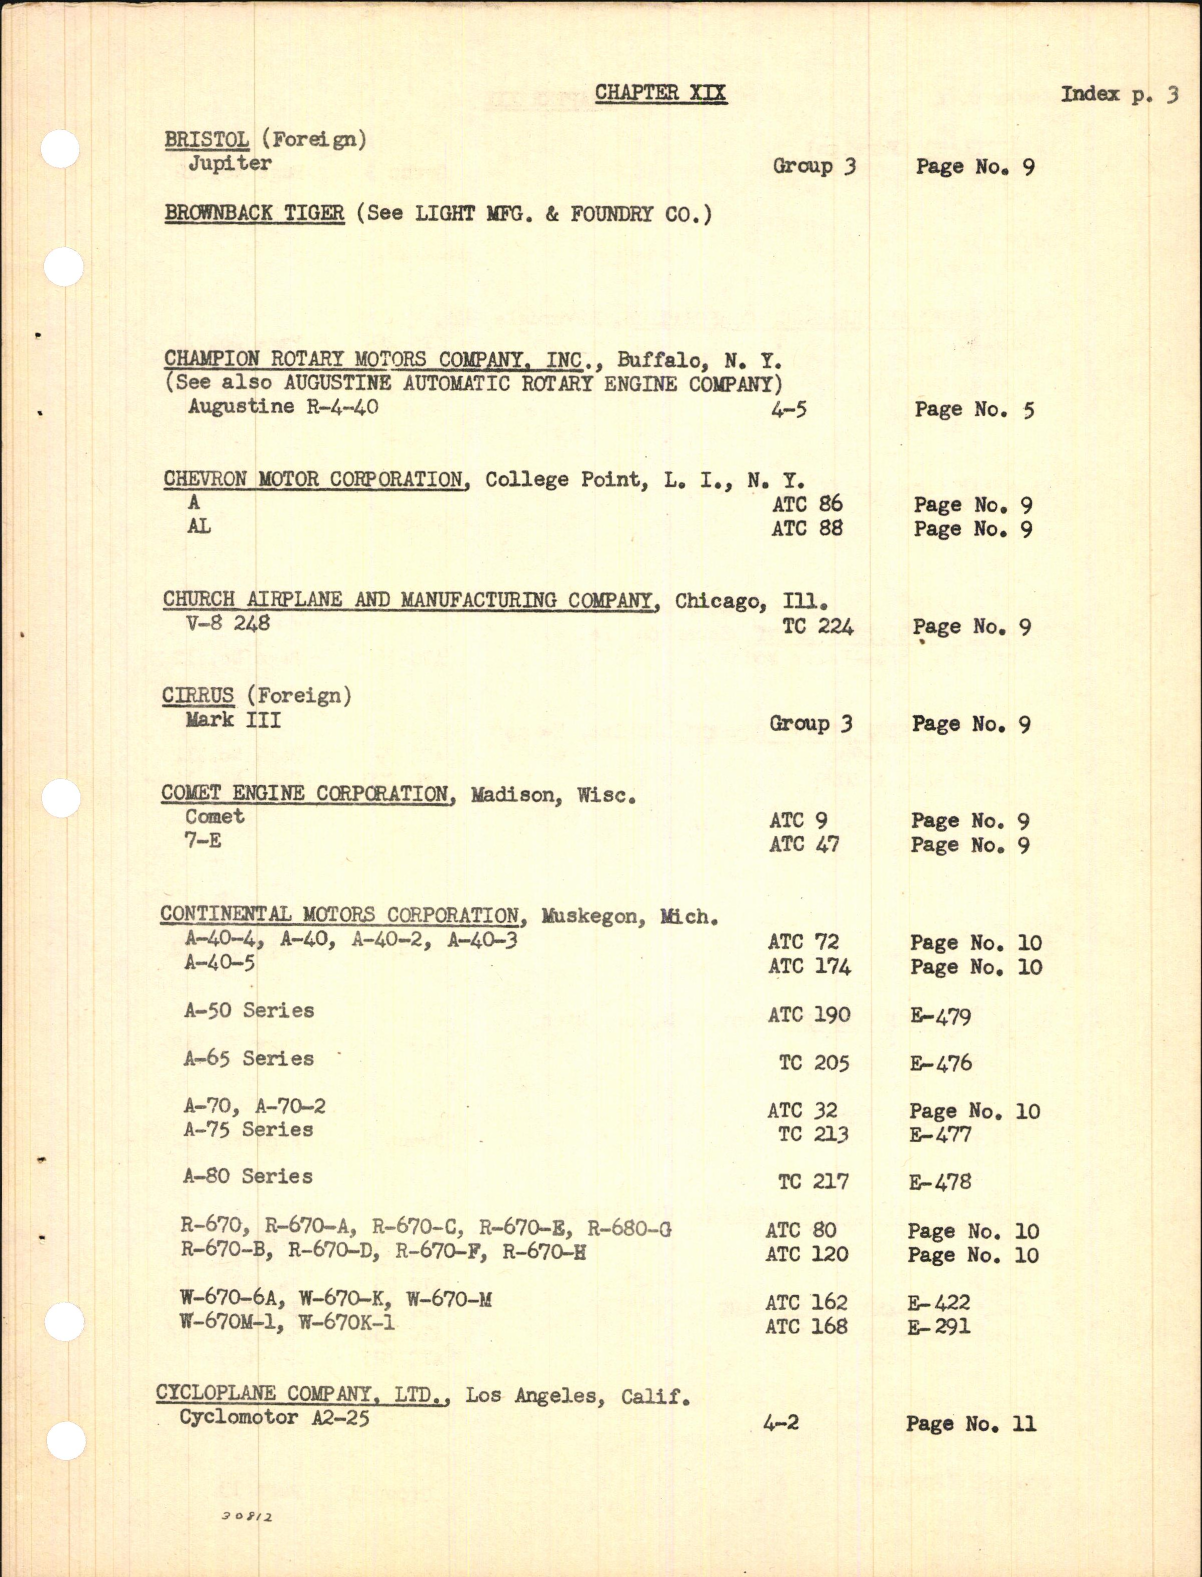 CHAPTER XIX Index p. 3
BRISTOL (Foreign)
Jupiter Group 3 Page No. 9
BROWNBACK TIGER (See LIGHT MFG. & FOUNDRY CO.)
CHAMPION ROTARY MOTORS COMPANY, INC., Buffalo, N. Y.
(See also AUGUSTINE AUTOMATIC ROTARY ENGINE COMPANY)
Augustine R-4-40 4-5 Page No. 5
CHEVRON MOTOR CORPORATION, College Point, L. I., N. Y.
A ATC 86 Page No. 9
AL ATC 88 Page No. 9
CHURCH AIRPLANE AND MANUFACTURING COMPANY, Chicago, Ill.
V-8 248 TC 224 Page No. 9
CIRRUS (Foreign)
Mark III Group 3 Page No. 9
COMET ENGINE CORPORATION, Madison, Wisc.
Comet ATC 9 Page No. 9
7-E ATC 47 Page No. 9
CONTINENTAL MOTORS CORPORATION, Muskegon, Mich.
A-40-4, A-40, A-40-2, A-40-3 ATC 72 Page No. 10
A-40-5 ATC 174 Page No. 10
A-50 Series ATC 190 E-479
A-65 Series TC 205 E-476
A-70, A-70-2 ATC 32 Page No. 10
A-75 Series TC 213 E-477
A-80 Series TC 217 E-478
R-670, R-670-A, R-670-C, R-670-E, R-680-G ATC 80 Page No. 10
R-670-B, R-670-D, R-670-F, R-670-H ATC 120 Page No. 10
W-670-6A, W-670-K, W-670-M ATC 162 E-422
W-670M-1, W-670K-1 ATC 168 E-291
CYCLOPLANE COMPANY, LTD., Los Angeles, Calif.
Cyclomotor A2-25 4-2 Page No. 11
30812